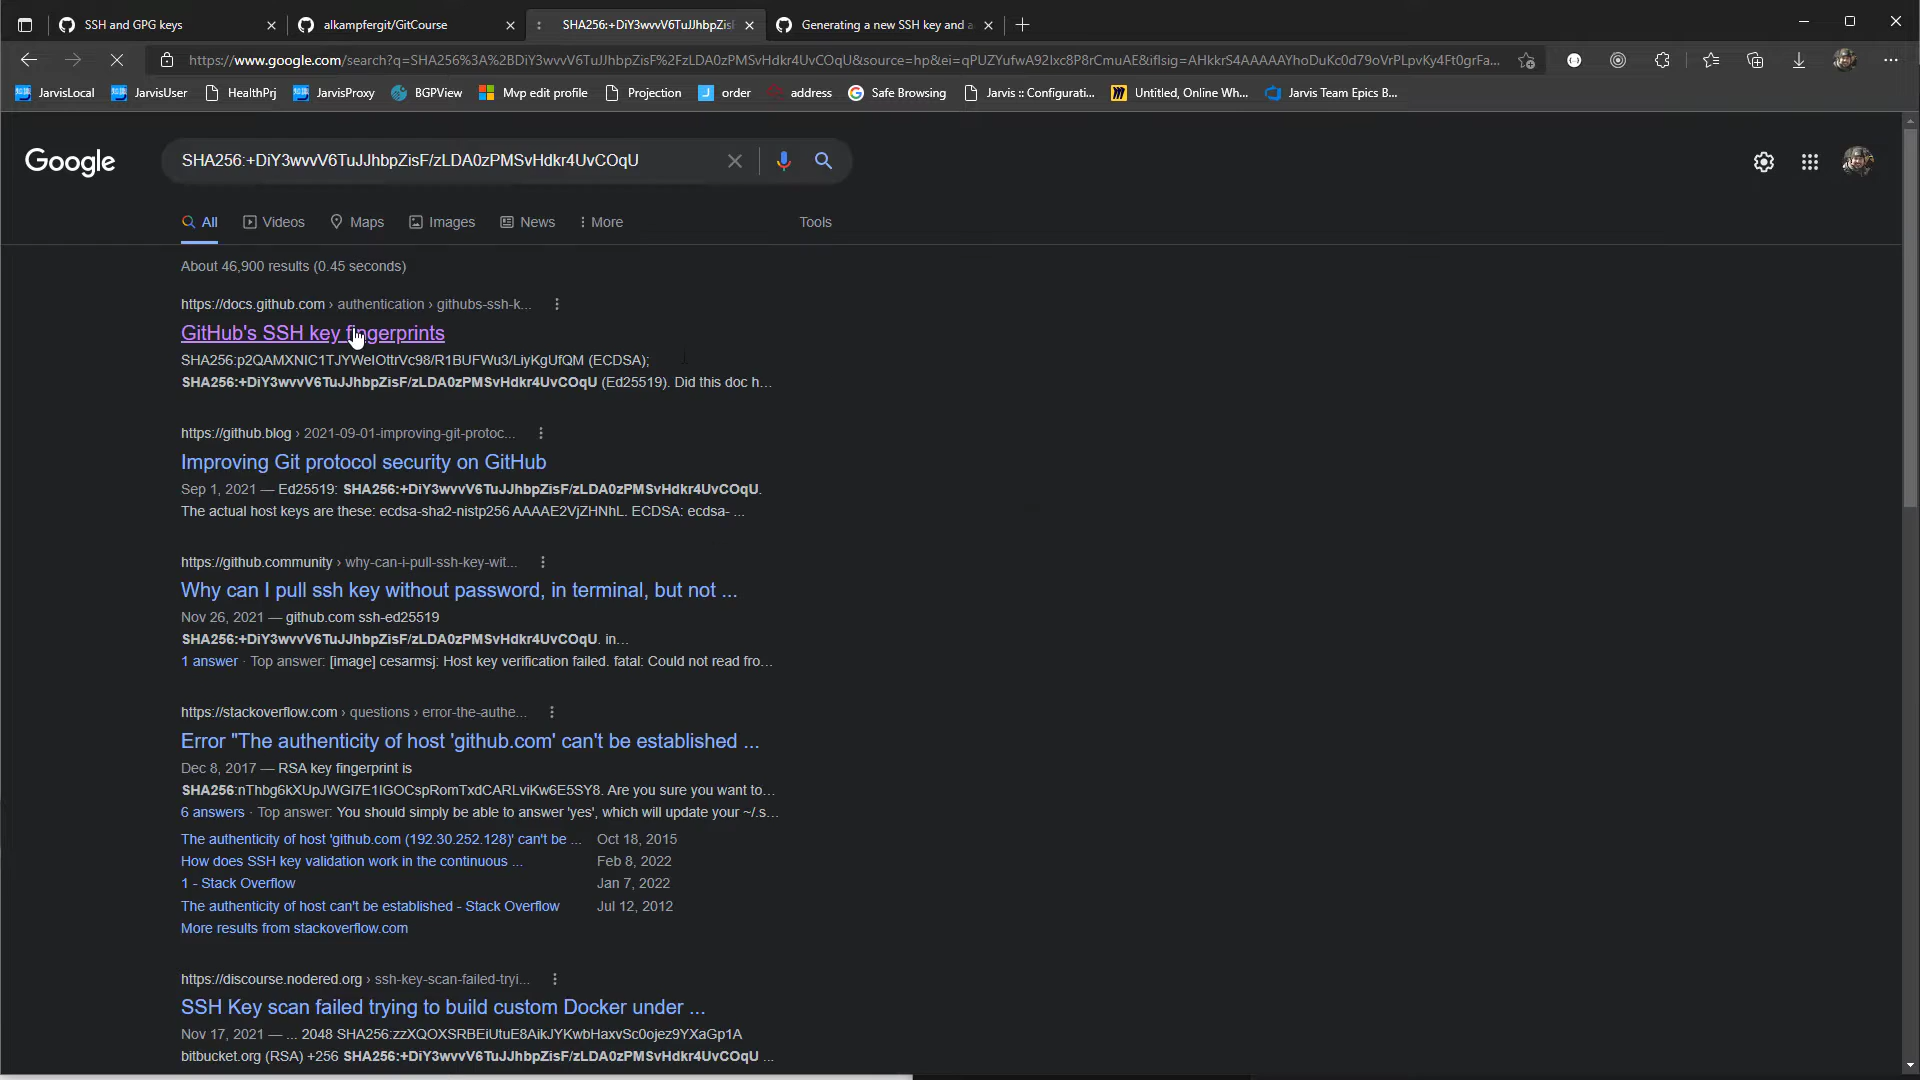 SSH and GPG keys
alkampfergit/GitCourse
SHA256:+DiY3wvvV6TuJJhbpZisF
Generating a new SSH key and a
https://www.google.com/search?q=SHA256%3A%2BDiY3wvvV6TuJJhbpZisF%2FzLDA0zPMSvHdkr4UvCOqU&source=hp&ei=qPUZYufwA92Ixc8P8rCmuAE&iflsig=AHkkrS4AAAAAYhoDuKc0d79oVrPLpvKy4Ft0grFa...
JarvisLocal
JarvisUser
HealthPrj
JarvisProxy
BGPView
Mvp edit profile
Projection
order
address
Safe Browsing
Jarvis :: Configurati...
Untitled, Online Wh...
Jarvis Team Epics B...
Google
SHA256:+DiY3wvvV6TuJJhbpZisF/zLDA0zPMSvHdkr4UvCOqU
All
Videos
Maps
Images
News
More
Tools
About 46,900 results (0.45 seconds)
https://docs.github.com › authentication › githubs-ssh-k...
GitHub's SSH key fingerprints
SHA256:p2QAMXNIC1TJYWeIOttrVc98/R1BUFWu3/LiyKgUfQM (ECDSA);
SHA256:+DiY3wvvV6TuJJhbpZisF/zLDA0zPMSvHdkr4UvCOqU (Ed25519). Did this doc h...
https://github.blog › 2021-09-01-improving-git-protoc...
Improving Git protocol security on GitHub
Sep 1, 2021 — Ed25519: SHA256:+DiY3wvvV6TuJJhbpZisF/zLDA0zPMSvHdkr4UvCOqU.
The actual host keys are these: ecdsa-sha2-nistp256 AAAAE2VjZHNhL. ECDSA: ecdsa- ...
https://github.community › why-can-i-pull-ssh-key-wit...
Why can I pull ssh key without password, in terminal, but not ...
Nov 26, 2021 — github.com ssh-ed25519
SHA256:+DiY3wvvV6TuJJhbpZisF/zLDA0zPMSvHdkr4UvCOqU. in...
1 answer · Top answer: [image] cesarmsj: Host key verification failed. fatal: Could not read fro...
https://stackoverflow.com › questions › error-the-authe...
Error "The authenticity of host 'github.com' can't be established ...
Dec 8, 2017 — RSA key fingerprint is
SHA256:nThbg6kXUpJWGl7E1IGOCspRomTxdCARLviKw6E5SY8. Are you sure you want to...
6 answers · Top answer: You should simply be able to answer 'yes', which will update your ~/.s...
The authenticity of host 'github.com (192.30.252.128)' can't be ... Oct 18, 2015
How does SSH key validation work in the continuous ... Feb 8, 2022
1 - Stack Overflow Jan 7, 2022
The authenticity of host can't be established - Stack Overflow Jul 12, 2012
More results from stackoverflow.com
https://discourse.nodered.org › ssh-key-scan-failed-tryi...
SSH Key scan failed trying to build custom Docker under ...
Nov 17, 2021 — ... 2048 SHA256:zzXQOXSRBEiUtuE8AikJYKwbHaxvSc0ojez9YXaGp1A
bitbucket.org (RSA) +256 SHA256:+DiY3wvvV6TuJJhbpZisF/zLDA0zPMSvHdkr4UvCOqU ...